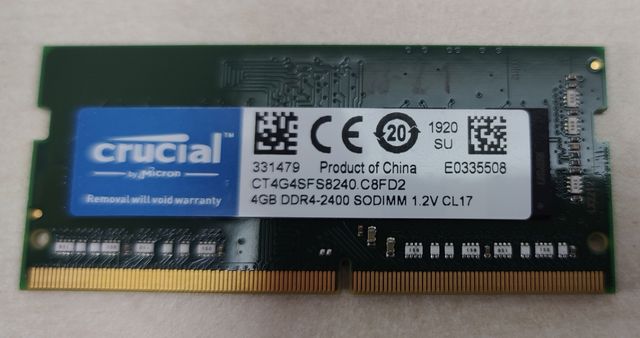 crucial™
by Micron
Removal will void warranty
CE 20 1920
SU
331479 Product of China E0335508
CT4G4SFS8240.C8FD2
4GB DDR4-2400 SODIMM 1.2V CL17